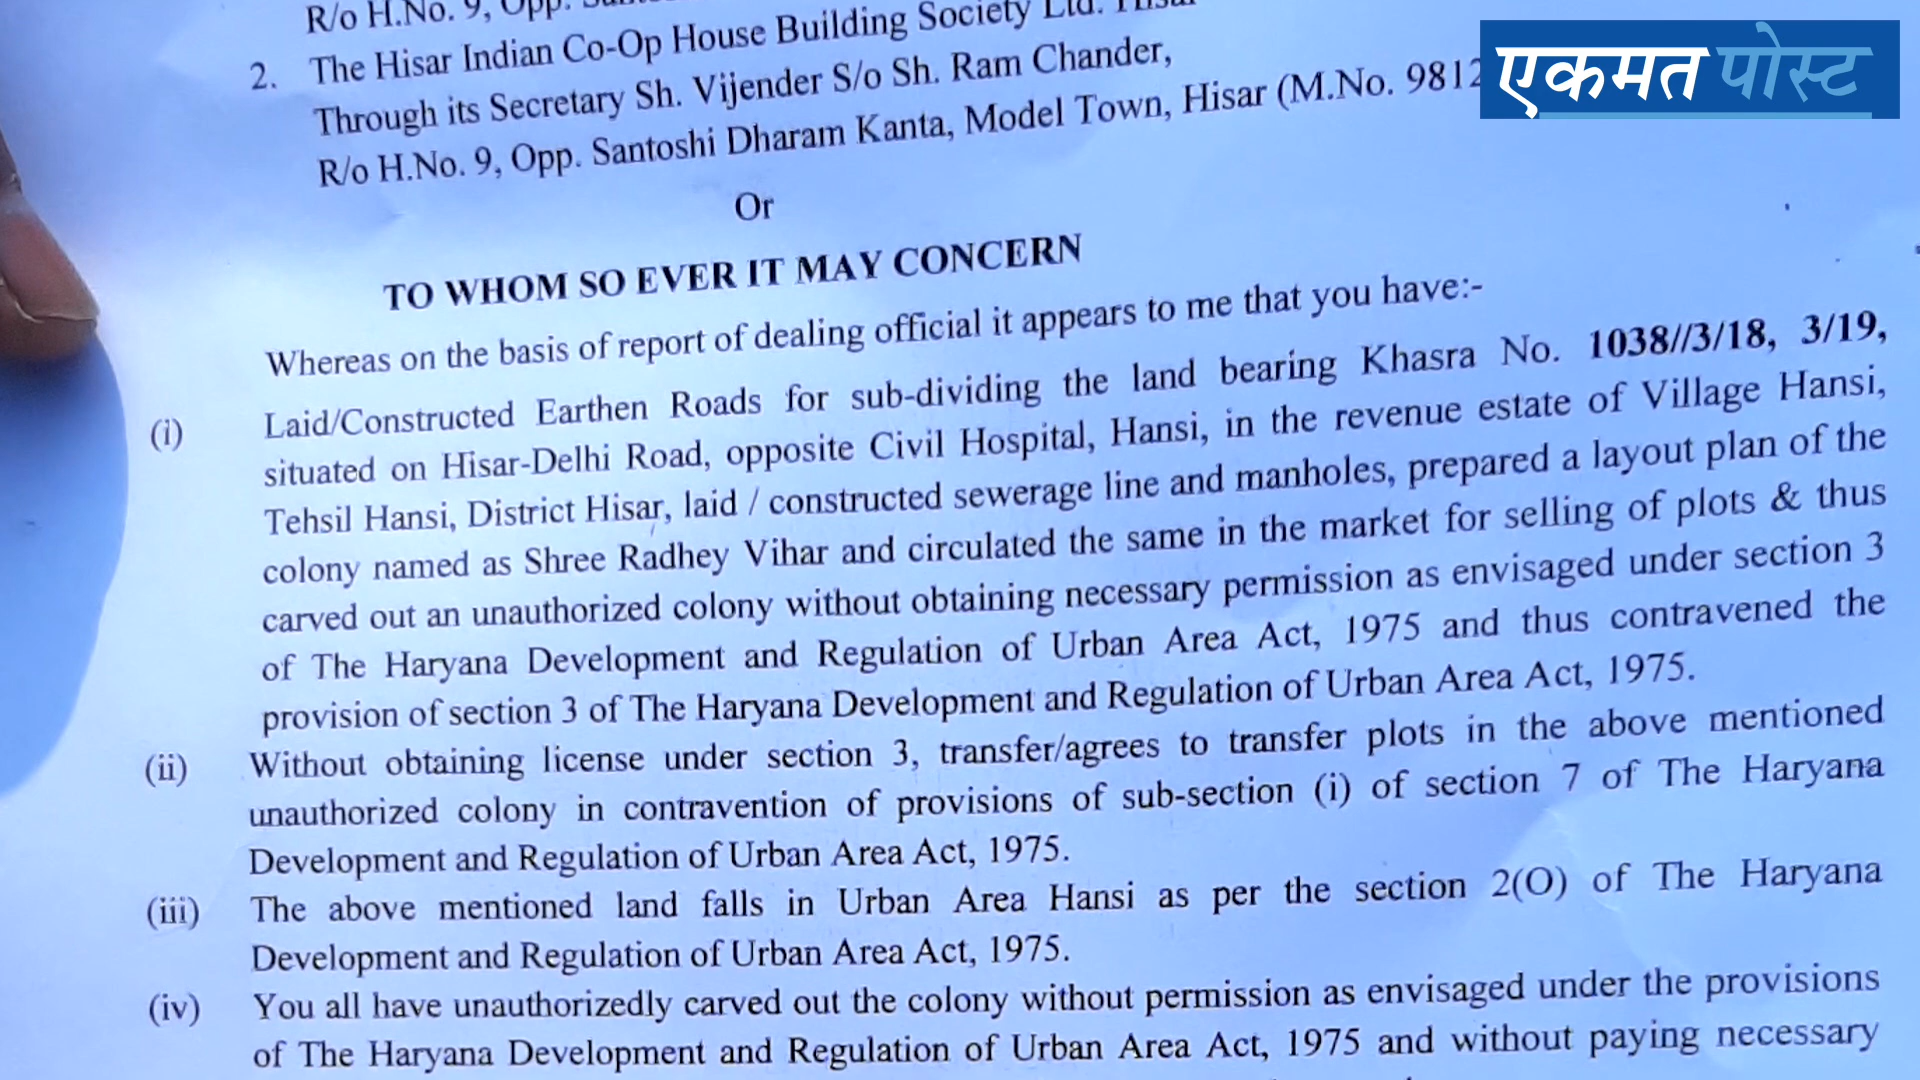 R/o H.No. 9, Opp.
2. The Hisar Indian Co-Op House Building Society Ltd. Hisar
Through its Secretary Sh. Vijender S/o Sh. Ram Chander,
R/o H.No. 9, Opp. Santoshi Dharam Kanta, Model Town, Hisar (M.No. 9812
एकमत पोस्ट
Or
TO WHOM SO EVER IT MAY CONCERN
Whereas on the basis of report of dealing official it appears to me that you have:-
(i) Laid/Constructed Earthen Roads for sub-dividing the land bearing Khasra No. 1038//3/18, 3/19,
situated on Hisar-Delhi Road, opposite Civil Hospital, Hansi, in the revenue estate of Village Hansi,
Tehsil Hansi, District Hisar, laid / constructed sewerage line and manholes, prepared a layout plan of the
colony named as Shree Radhey Vihar and circulated the same in the market for selling of plots & thus
carved out an unauthorized colony without obtaining necessary permission as envisaged under section 3
of The Haryana Development and Regulation of Urban Area Act, 1975 and thus contravened the
provision of section 3 of The Haryana Development and Regulation of Urban Area Act, 1975.
(ii) Without obtaining license under section 3, transfer/agrees to transfer plots in the above mentioned
unauthorized colony in contravention of provisions of sub-section (i) of section 7 of The Haryana
Development and Regulation of Urban Area Act, 1975.
(iii) The above mentioned land falls in Urban Area Hansi as per the section 2(O) of The Haryana
Development and Regulation of Urban Area Act, 1975.
(iv) You all have unauthorizedly carved out the colony without permission as envisaged under the provisions
of The Haryana Development and Regulation of Urban Area Act, 1975 and without paying necessary